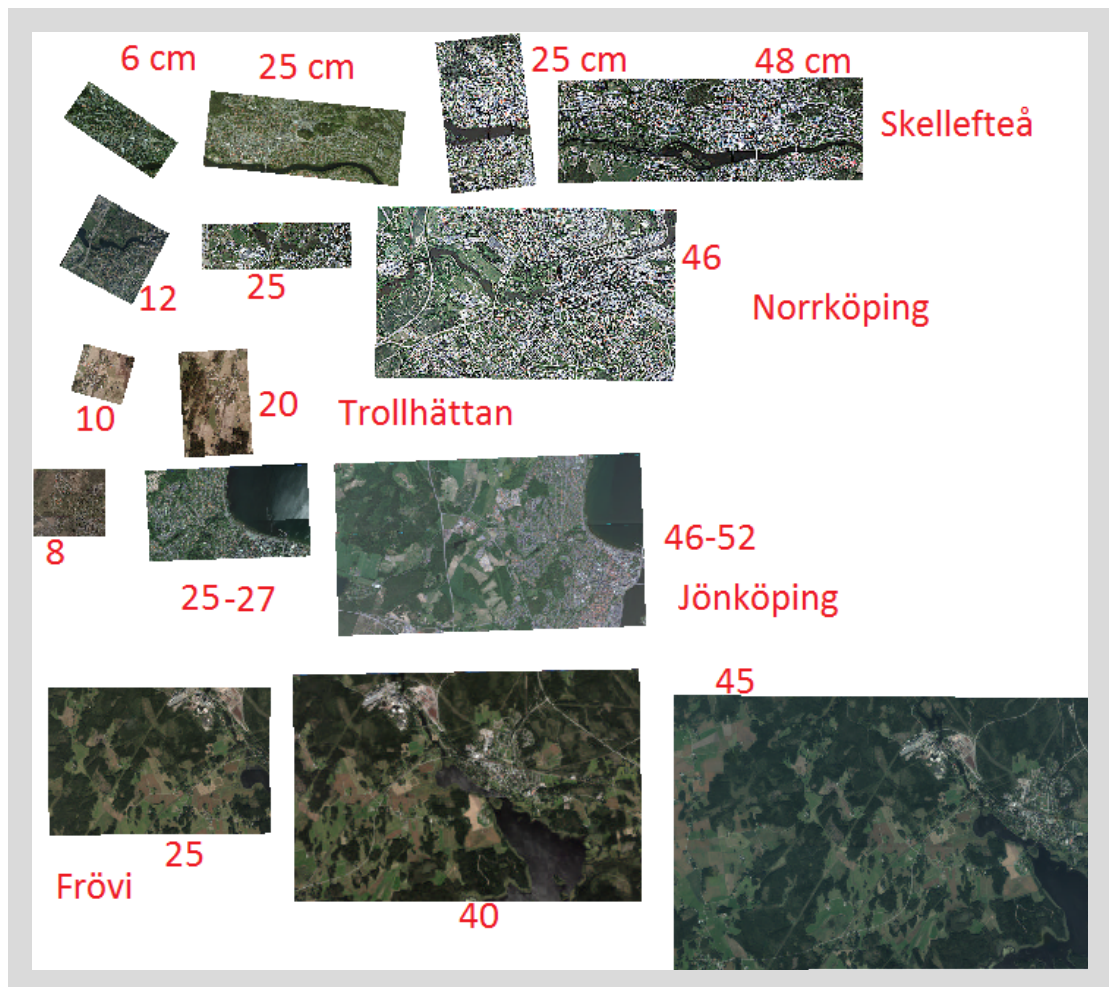 6 cm
25 cm
25 cm
48 cm
Skellefteå
12
25
46
Norrköping
10
20
Trollhättan
8
25-27
46-52
Jönköping
25
Frövi
40
45